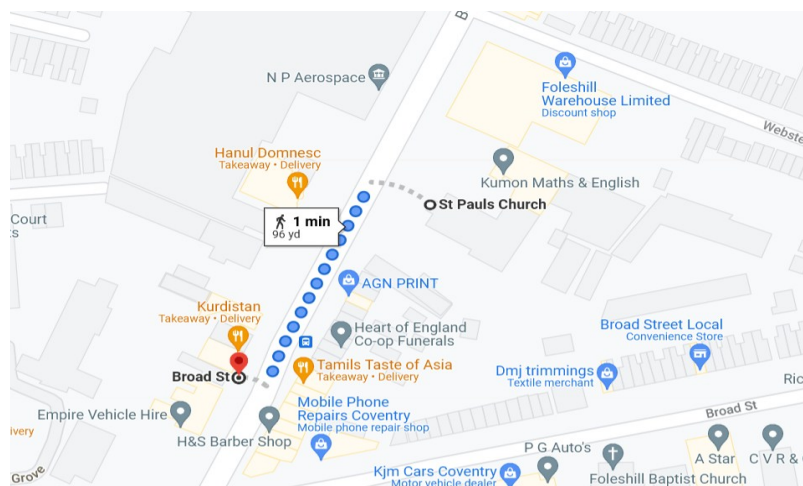 B
N P Aerospace
Foleshill
Warehouse Limited
Discount shop
Webste
Hanul Domnesc
Takeaway • Delivery
Kumon Maths & English
St Pauls Church
Court
1 min
96 yd
AGN PRINT
Kurdistan
Takeaway • Delivery
Heart of England
Co-op Funerals
Broad Street Local
Convenience Store
Tamils Taste of Asia
Takeaway • Delivery
Broad St
Dmj trimmings
Textile merchant
Ric
Empire Vehicle Hire
Mobile Phone
Repairs Coventry
Mobile phone repair shop
Broad St
ivery
H&S Barber Shop
P G Auto's
A Star
C V R &
Grove
Kjm Cars Coventry
Motor vehicle dealer
Foleshill Baptist Church